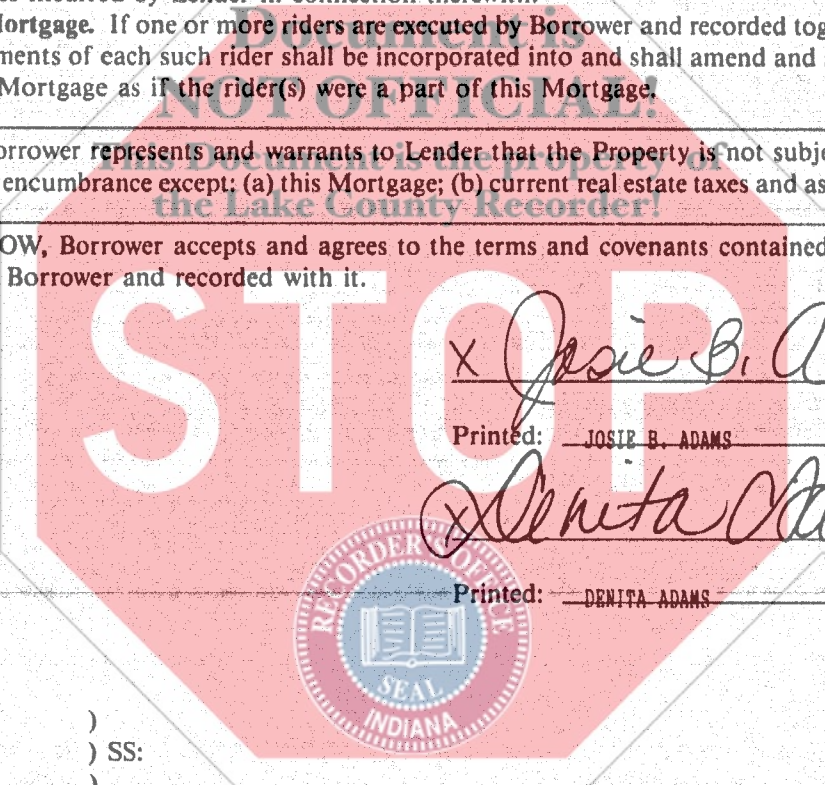 Document is
Mortgage. If one or more riders are executed by Borrower and recorded tog
ments of each such rider shall be incorporated into and shall amend and
Mortgage as if the rider(s) were a part of this Mortgage.
NOT OFFICIAL!
orrower represents and warrants to Lender that the Property is not subje
This Document is the property of
encumbrance except: (a) this Mortgage; (b) current real estate taxes and as
the Lake County Recorder!
OW, Borrower accepts and agrees to the terms and covenants contained
Borrower and recorded with it.
STOP
X Josie B. A
Printed: JOSIE B. ADAMS
X Denita Ada
Printed: DENITA ADAMS
RECORDER'S OFFICE
SEAL
INDIANA
)
) SS:
)